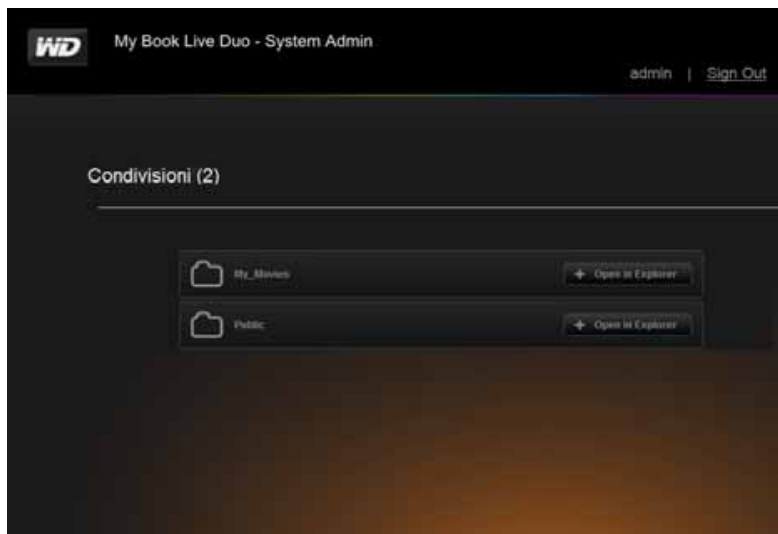 WD
My Book Live Duo - System Admin
admin | Sign Out
Condivisioni (2)
My_Movies
+ Open in Explorer
Public
+ Open in Explorer